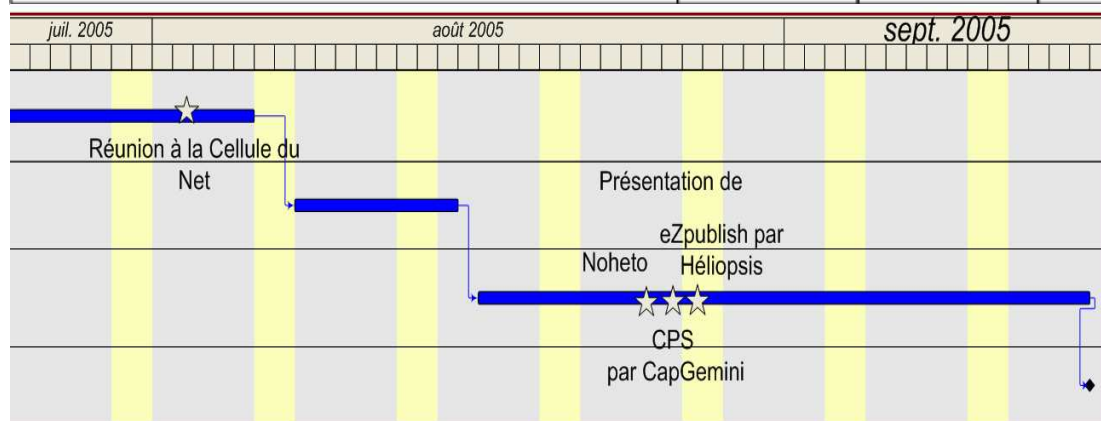 juil. 2005
août 2005
sept. 2005
Réunion à la Cellule du
Net
Présentation de
eZpublish par
Noheto
Héliopsis
CPS
par CapGemini